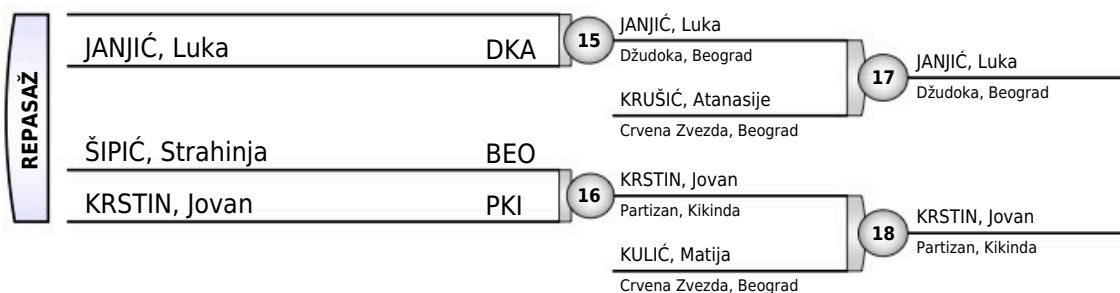 REPASAŽ
JANJIĆ, Luka DKA
ŠIPIĆ, Strahinja BEO
KRSTIN, Jovan PKI
15
JANJIĆ, Luka
Džudoka, Beograd
KRUŠIĆ, Atanasije
Crvena Zvezda, Beograd
16
KRSTIN, Jovan
Partizan, Kikinda
KULIĆ, Matija
Crvena Zvezda, Beograd
17
JANJIĆ, Luka
Džudoka, Beograd
18
KRSTIN, Jovan
Partizan, Kikinda